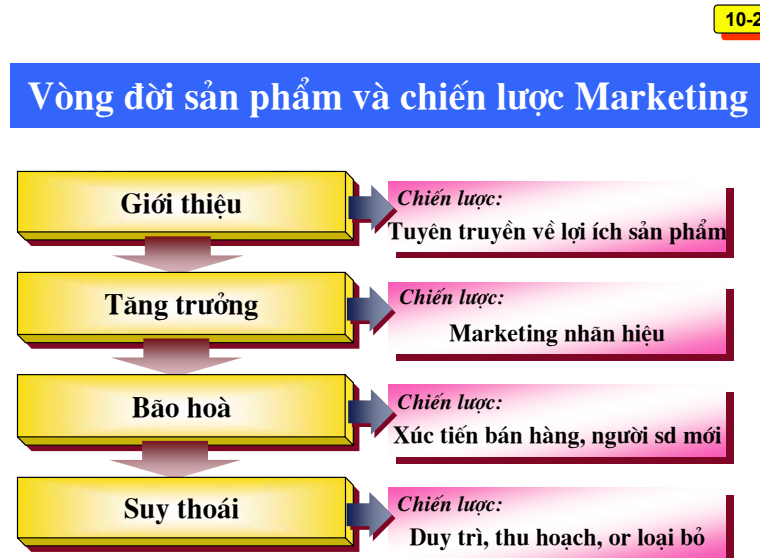 10-2
Vòng đời sản phẩm và chiến lược Marketing
Giới thiệu
Chiến lược:
Tuyên truyền về lợi ích sản phẩm
Tăng trưởng
Chiến lược:
Marketing nhãn hiệu
Bão hoà
Chiến lược:
Xúc tiến bán hàng, người sd mới
Suy thoái
Chiến lược:
Duy trì, thu hoạch, or loại bỏ